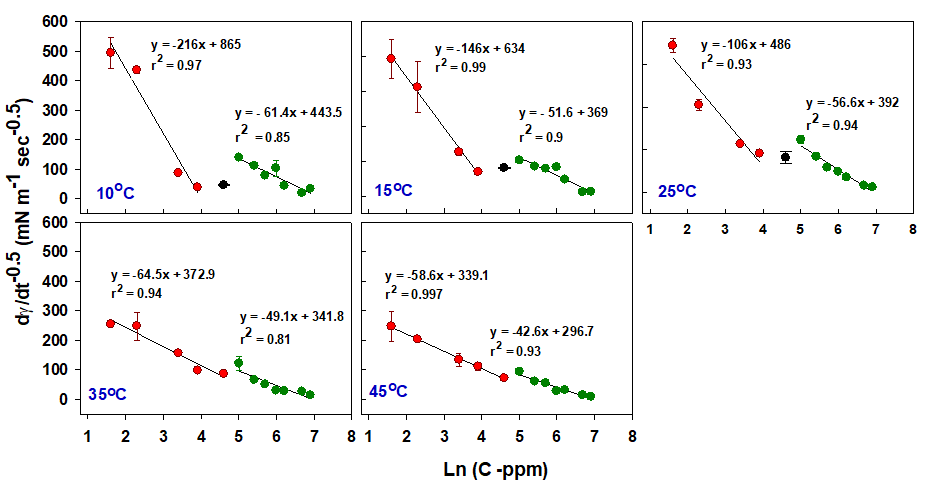 dγ/dt-0.5 (mN m-1 sec-0.5)
600
500
400
300
200
100
0
y = -216x + 865
r2 = 0.97
y = - 61.4x + 443.5
r2 = 0.85
10oC
y = -146x + 634
r2 = 0.99
y = -51.6 + 369
r2 = 0.9
15oC
y = -106x + 486
r2 = 0.93
y = -56.6x + 392
r2 = 0.94
25oC
1 2 3 4 5 6 7 8 9
600
500
400
300
200
100
0
y = -64.5x + 372.9
r2 = 0.94
y = -49.1x + 341.8
r2 = 0.81
35oC
1 2 3 4 5 6 7 8
y = -58.6x + 339.1
r2 = 0.997
y = -42.6x + 296.7
r2 = 0.93
45oC
1 2 3 4 5 6 7 8
Ln (C -ppm)